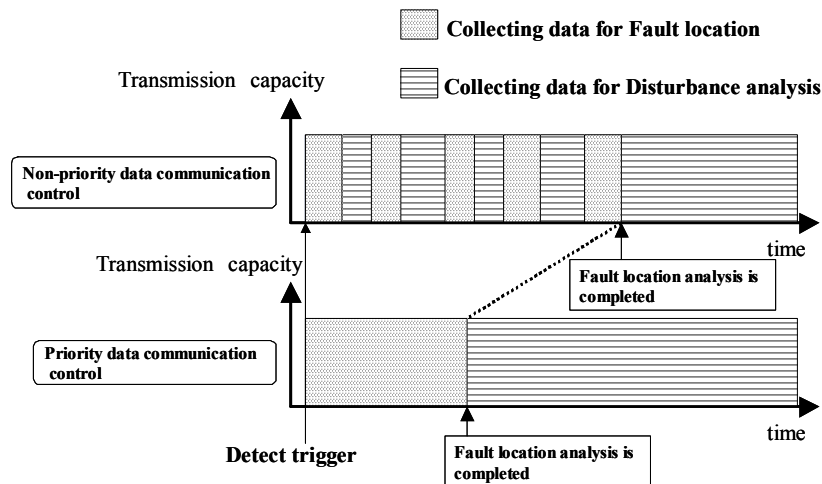 Collecting data for Fault location
Collecting data for Disturbance analysis
Transmission capacity
Non-priority data communication
control
time
Fault location analysis is
completed
Transmission capacity
Priority data communication
control
time
Detect trigger
Fault location analysis is
completed